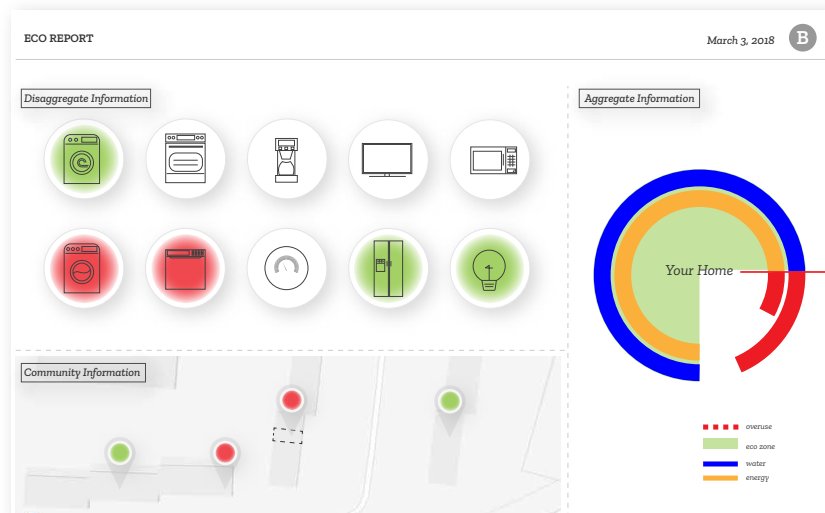 ECO REPORT
March 3, 2018 B
Disaggregate Information
Aggregate Information
Your Home
Community Information
overuse
eco zone
water
energy